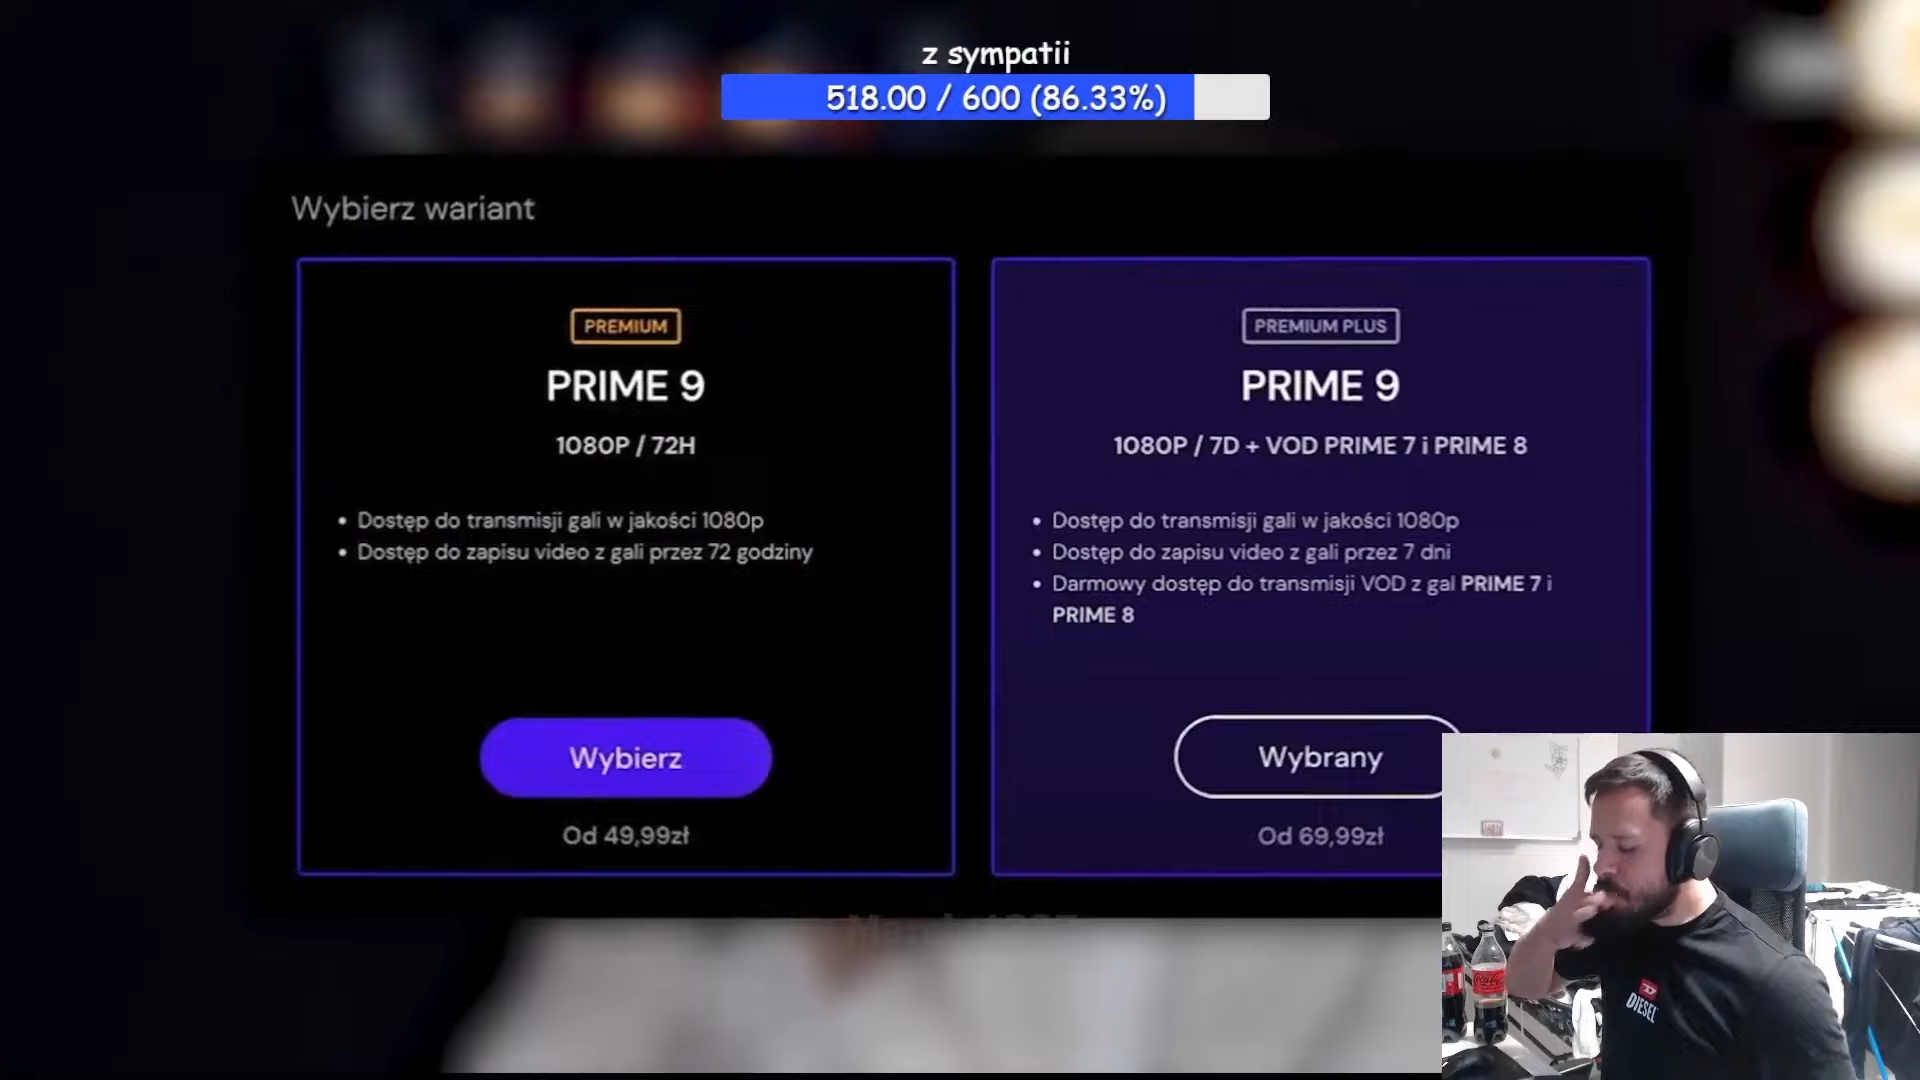 z sympatii
518.00 / 600 (86.33%)
Wybierz wariant
PREMIUM
PRIME 9
1080P / 72H
• Dostęp do transmisji gali w jakości 1080p
• Dostęp do zapisu video z gali przez 72 godziny
Wybierz
Od 49,99zł
PREMIUM PLUS
PRIME 9
1080P / 7D + VOD PRIME 7 i PRIME 8
• Dostęp do transmisji gali w jakości 1080p
• Dostęp do zapisu video z gali przez 7 dni
• Darmowy dostęp do transmisji VOD z gal PRIME 7 i
PRIME 8
Wybrany
Od 69,99zł
DIESEL